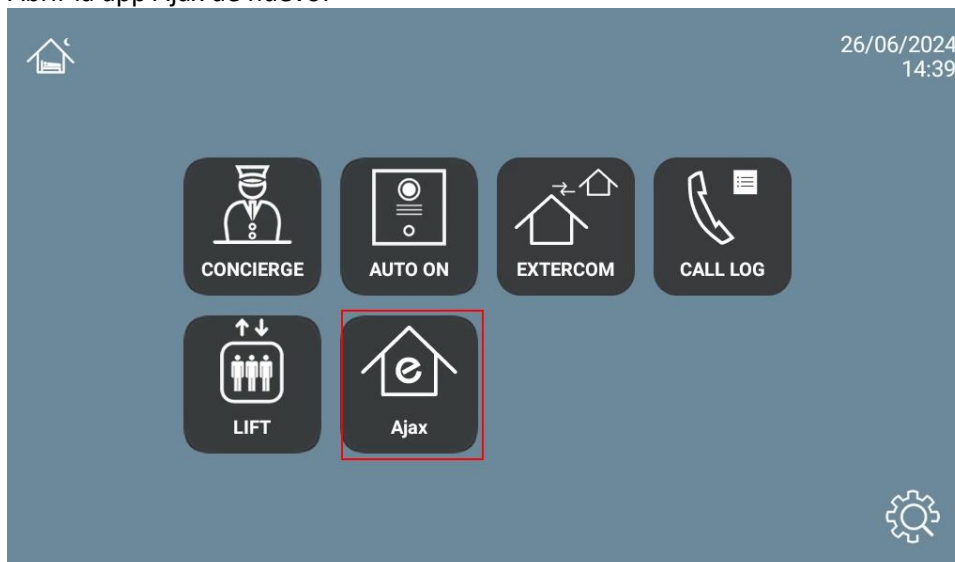 Abrir la app Ajax de nuevo.
26/06/2024
14:39
CONCIERGE
AUTO ON
EXTERCOM
CALL LOG
LIFT
e
Ajax